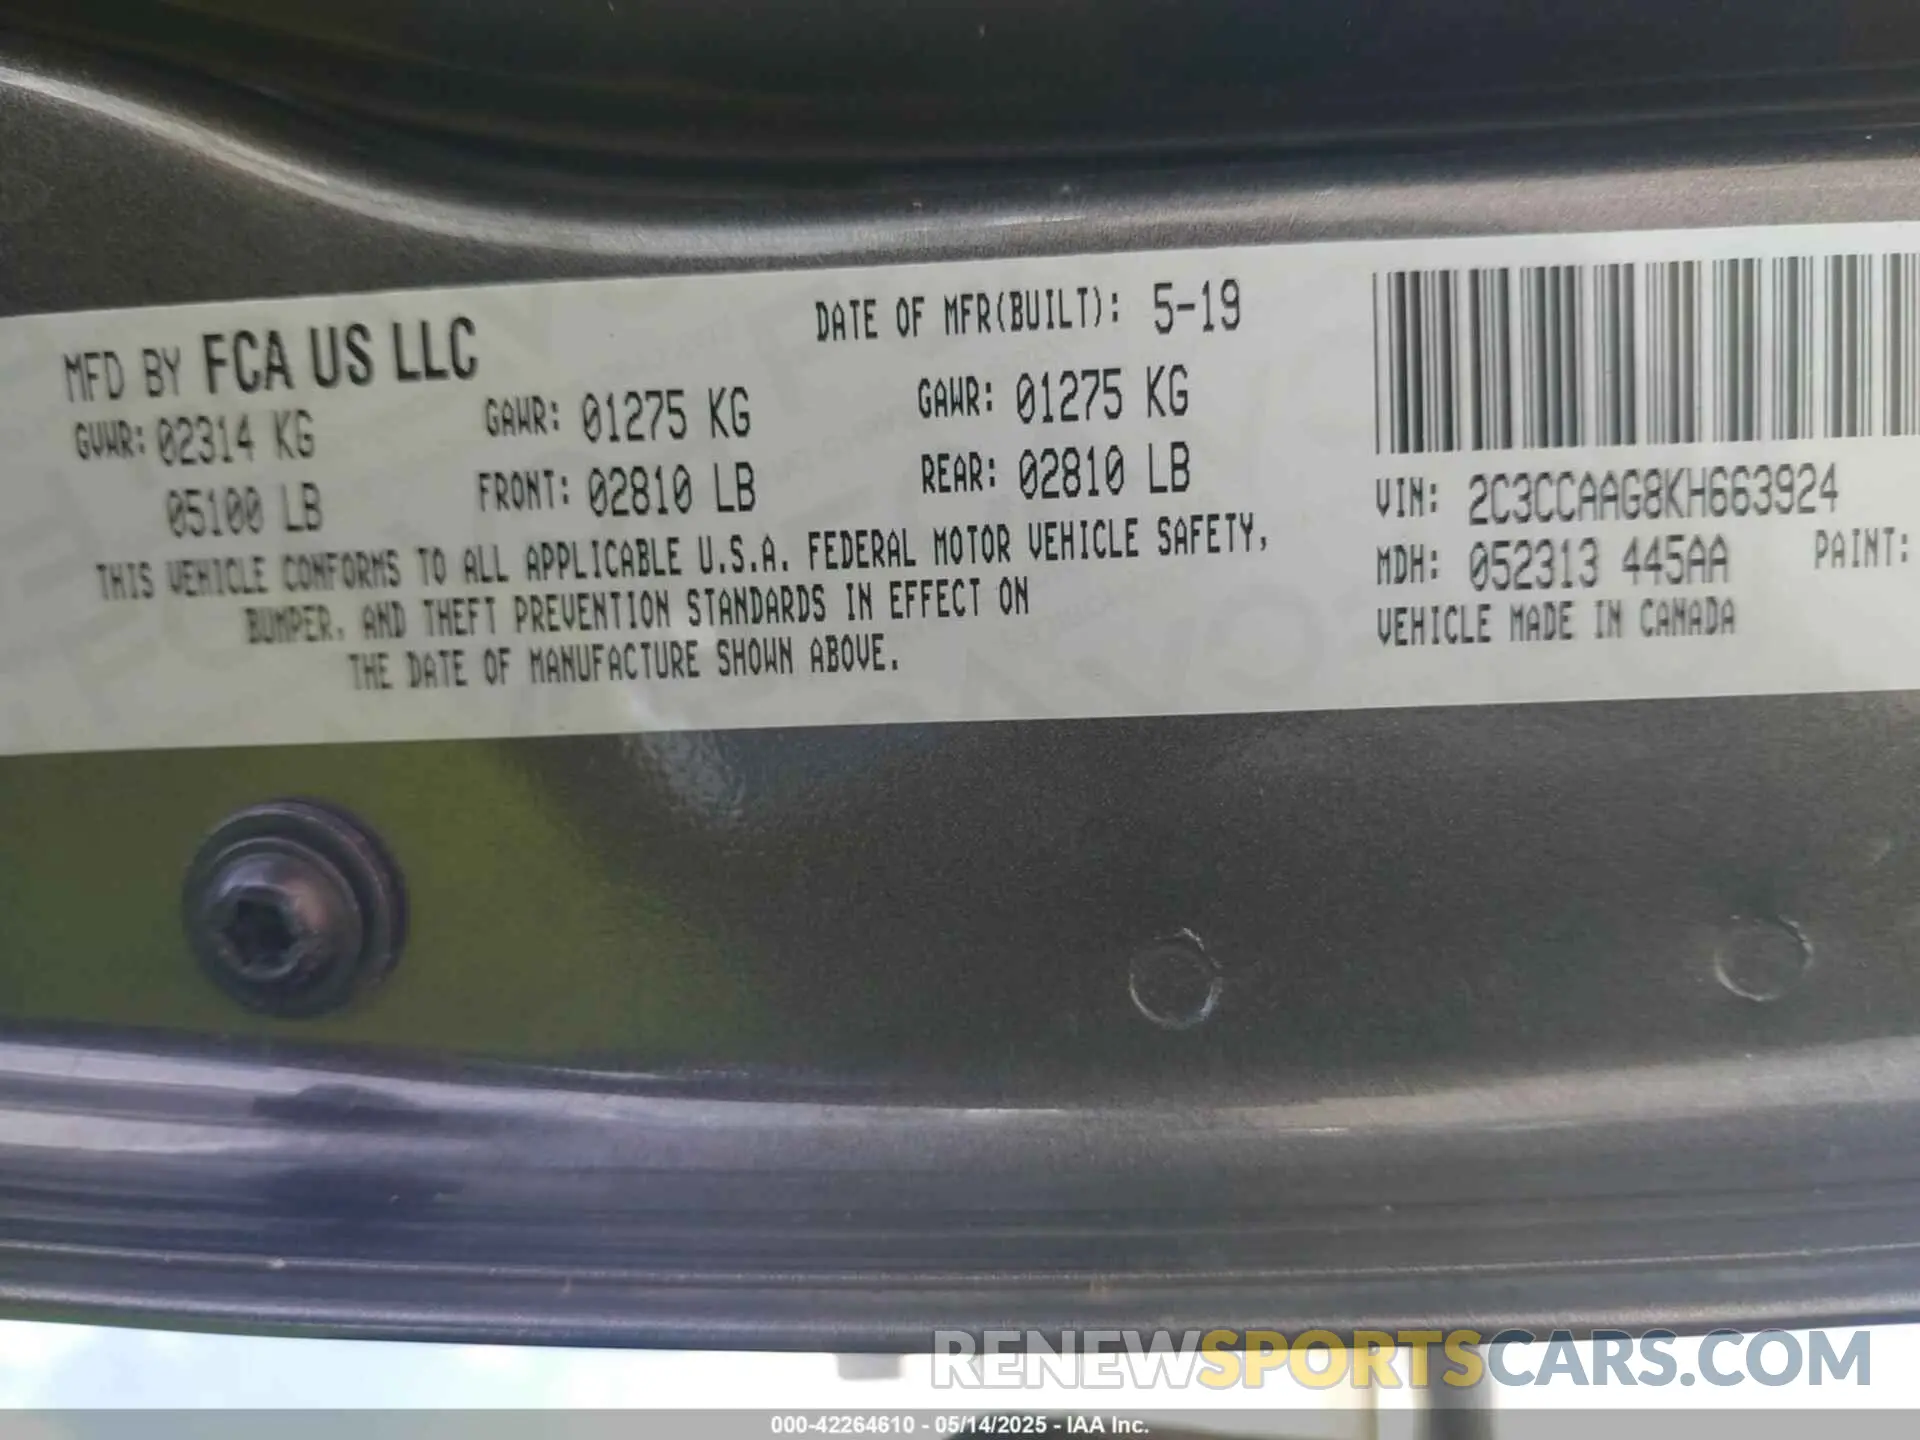 MFD BY FCA US LLC
DATE OF MFR(BUILT): 5-19
GVWR: 02314 KG
05100 LB
GAWR: 01275 KG
FRONT: 02810 LB
GAWR: 01275 KG
REAR: 02810 LB
THIS VEHICLE CONFORMS TO ALL APPLICABLE U.S.A. FEDERAL MOTOR VEHICLE SAFETY,
BUMPER, AND THEFT PREVENTION STANDARDS IN EFFECT ON
THE DATE OF MANUFACTURE SHOWN ABOVE.
VIN: 2C3CCAAG8KH663924
MDH: 052313 445AA
PAINT:
VEHICLE MADE IN CANADA
RENEWSPORTSCARS.COM
000-42264610 - 05/14/2025 - IAA Inc.